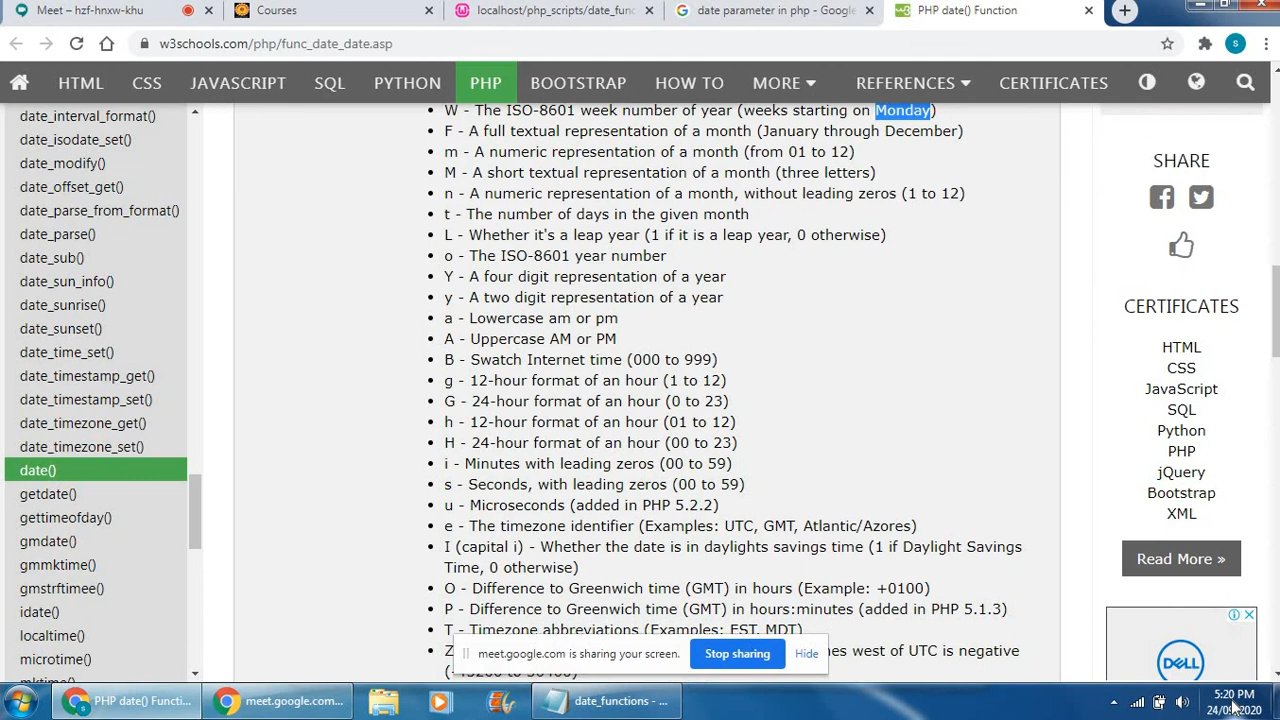 Meet – hzf-hnxw-khu
Courses
localhost/php_scripts/date_func
date parameter in php - Google
PHP date() Function
w3schools.com/php/func_date_date.asp
S
HTML CSS JAVASCRIPT SQL PYTHON PHP BOOTSTRAP HOW TO MORE REFERENCES CERTIFICATES
date_interval_format()
date_isodate_set()
date_modify()
date_offset_get()
date_parse_from_format()
date_parse()
date_sub()
date_sun_info()
date_sunrise()
date_sunset()
date_time_set()
date_timestamp_get()
date_timestamp_set()
date_timezone_get()
date_timezone_set()
date()
getdate()
gettimeofday()
gmdate()
gmmktime()
gmstrftimee()
idate()
localtime()
microtime()
mktime()
W - The ISO-8601 week number of year (weeks starting on Monday)
F - A full textual representation of a month (January through December)
m - A numeric representation of a month (from 01 to 12)
M - A short textual representation of a month (three letters)
n - A numeric representation of a month, without leading zeros (1 to 12)
t - The number of days in the given month
L - Whether it's a leap year (1 if it is a leap year, 0 otherwise)
o - The ISO-8601 year number
Y - A four digit representation of a year
y - A two digit representation of a year
a - Lowercase am or pm
A - Uppercase AM or PM
B - Swatch Internet time (000 to 999)
g - 12-hour format of an hour (1 to 12)
G - 24-hour format of an hour (0 to 23)
h - 12-hour format of an hour (01 to 12)
H - 24-hour format of an hour (00 to 23)
i - Minutes with leading zeros (00 to 59)
s - Seconds, with leading zeros (00 to 59)
u - Microseconds (added in PHP 5.2.2)
e - The timezone identifier (Examples: UTC, GMT, Atlantic/Azores)
I (capital i) - Whether the date is in daylights savings time (1 if Daylight Savings
Time, 0 otherwise)
O - Difference to Greenwich time (GMT) in hours (Example: +0100)
P - Difference to Greenwich time (GMT) in hours:minutes (added in PHP 5.1.3)
T - Timezone abbreviations (Examples: EST, MDT)
Z west of UTC is negative
SHARE
CERTIFICATES
HTML
CSS
JavaScript
SQL
Python
PHP
jQuery
Bootstrap
XML
Read More »
DELL
meet.google.com is sharing your screen. Stop sharing Hide
PHP date() Functi...
meet.google.com...
date_functions - ...
5:20 PM